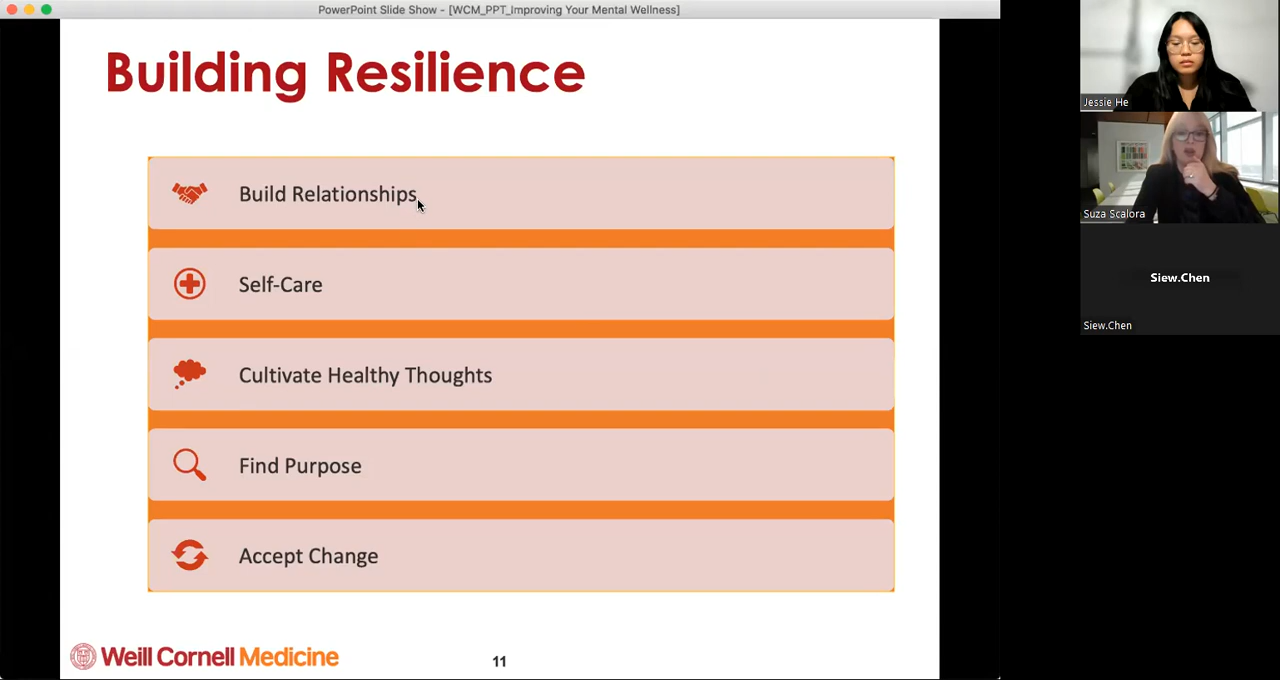 PowerPoint Slide Show - [WCM_PPT_Improving Your Mental Wellness]
Building Resilience
Build Relationships
Self-Care
Cultivate Healthy Thoughts
Find Purpose
Accept Change
Weill Cornell Medicine
11
Jessie He
Suza Scalora
Siew.Chen
Siew.Chen